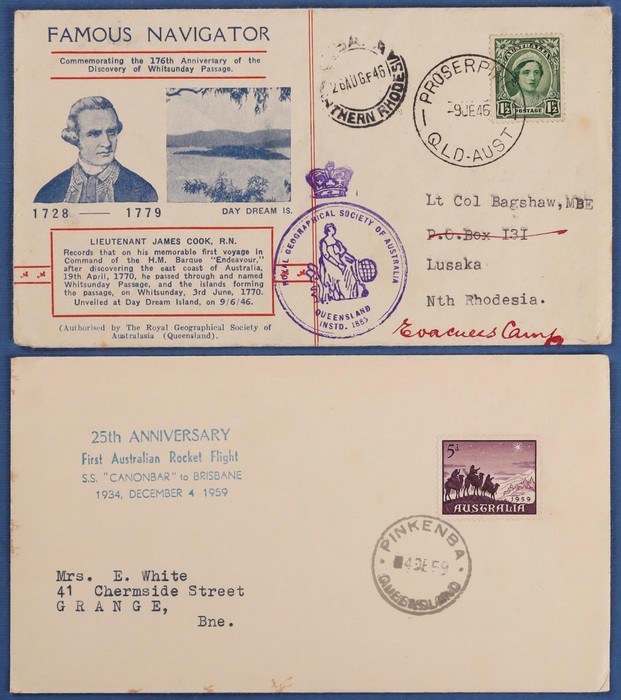 FAMOUS NAVIGATOR
Commemorating the 176th Anniversary of the
Discovery of Whitsunday Passage.
1728 — 1779
DAY DREAM IS.
LIEUTENANT JAMES COOK, R.N.
Records that on his memorable first voyage in
Command of the H.M. Barque "Endeavour,"
after discovering the east coast of Australia,
19th April, 1770, he passed through and named
Whitsunday Passage, and the islands forming
the passage, on Whitsunday, 3rd June, 1770.
Unveiled at Day Dream Island, on 9/6/46.
(Authorised by The Royal Geographical Society of
Australasia (Queensland).
26AUG 46
RHODESIA
ROYAL GEOGRAPHICAL SOCIETY OF AUSTRALIA
QUEENSLAND
INSTD. 1885
-9JE46
QLD-AUST
AUSTRALIA
1½ POSTAGE 1½
Lt Col Bagshaw, MBE
P.O.Box 131
Lusaka
Nth Rhodesia.
Evacuees Camp
25th ANNIVERSARY
First Australian Rocket Flight
S.S. "CANONBAR" to BRISBANE
1934, DECEMBER 4 1959
5d
1959
AUSTRALIA
PINKENBA
4DE59
QUEENSLAND
Mrs. E. White
41 Chermside Street
G R A N G E,
Bne.